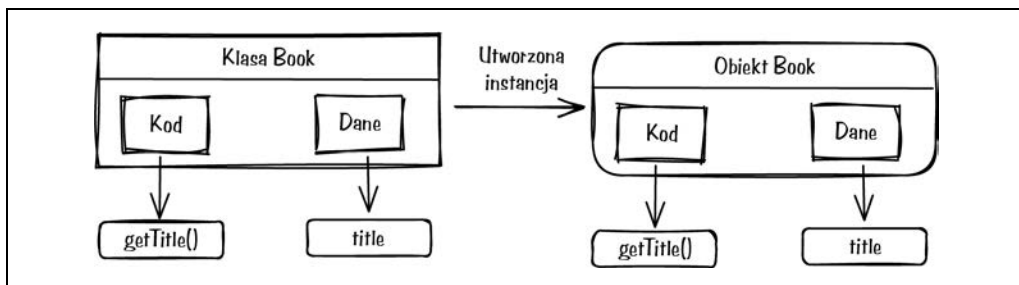 Klasa Book
Kod
Dane
getTitle()
title
Utworzona
instancja
Obiekt Book
Kod
Dane
getTitle()
title